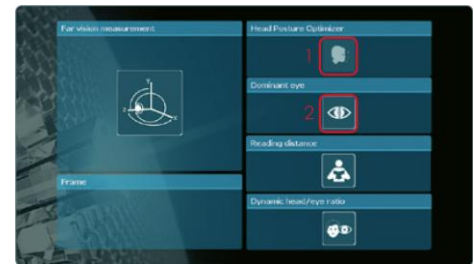 Far vision measurement
Head Posture Optimizer
1
Dominant eye
2
Reading distance
Frame
Dynamic head/eye ratio